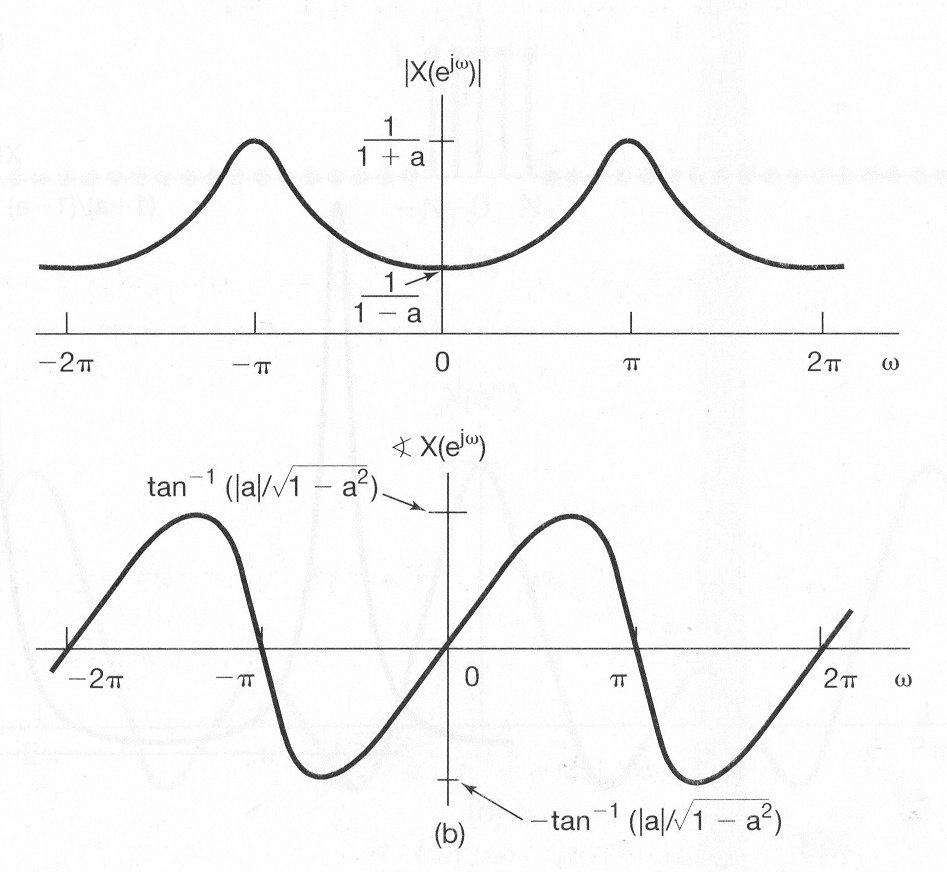 |X(e^jω)|
1
1 + a
1
1 − a
−2π −π 0 π 2π ω
∢ X(e^jω)
tan⁻¹ (|a|/√1 − a²)
−2π −π 0 π 2π ω
−tan⁻¹ (|a|/√1 − a²)
(b)